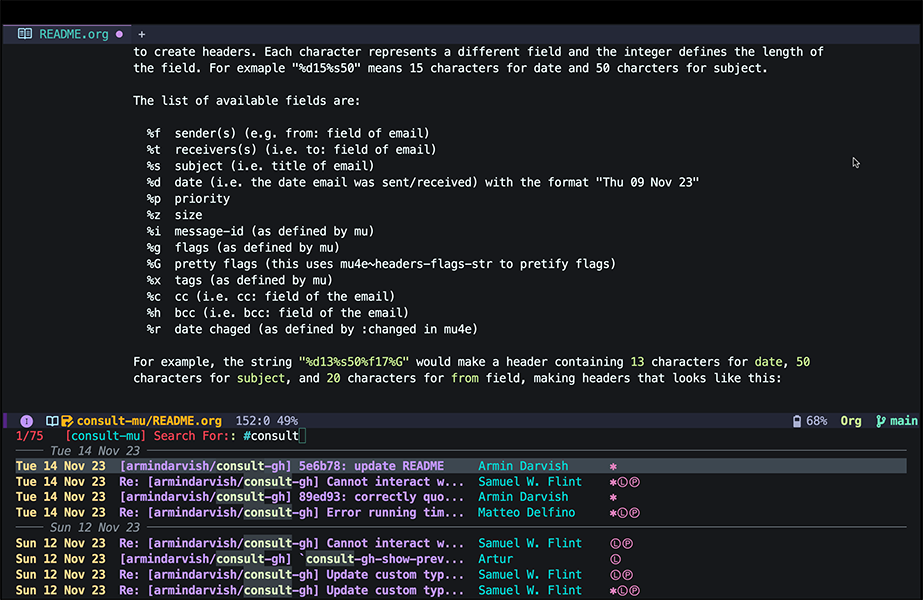 README.org ● +
to create headers. Each character represents a different field and the integer defines the length of
the field. For exmaple "%d15%s50" means 15 caracters for date and 50 charcters for subject.
The list of available fields are:
%f sender(s) (e.g. from: field of email)
%t receivers(s) (i.e. to: field of email)
%s subject (i.e. title of email)
%d date (i.e. the date email was sent/received) with the format "Thu 09 Nov 23"
%p priority
%z size
%i message-id (as defined by mu)
%g flags (as defined by mu)
%G pretty flags (this uses mu4e~headers-flags-str to pretify flags)
%x tags (as defined by mu)
%c cc (i.e. cc: field of the email)
%h bcc (i.e. bcc: field of the email)
%r date chaged (as defined by :changed in mu4e)
For example, the string "%d13%s50%f17%G" would make a header containing 13 characters for date, 50
characters for subject, and 20 characters for from field, making headers that looks like this:
consult-mu/README.org 152:0 49% 68% Org main
1/75 [consult-mu] Search For:: #consult
Tue 14 Nov 23
Tue 14 Nov 23 [armindarvish/consult-gh] 5e6b78: update README Armin Darvish ✱
Tue 14 Nov 23 Re: [armindarvish/consult-gh] Cannot interact w... Samuel W. Flint ✱ⓁⓅ
Tue 14 Nov 23 [armindarvish/consult-gh] 89ed93: correctly quo... Armin Darvish ✱
Tue 14 Nov 23 Re: [armindarvish/consult-gh] Error running tim... Matteo Delfino ✱ⓁⓅ
Sun 12 Nov 23
Sun 12 Nov 23 Re: [armindarvish/consult-gh] Cannot interact w... Samuel W. Flint ⓁⓅ
Sun 12 Nov 23 [armindarvish/consult-gh] `consult-gh-show-prev... Artur Ⓛ
Sun 12 Nov 23 Re: [armindarvish/consult-gh] Update custom typ... Samuel W. Flint ⓁⓅ
Sun 12 Nov 23 Re: [armindarvish/consult-gh] Update custom typ... Samuel W. Flint ✱ⓁⓅ